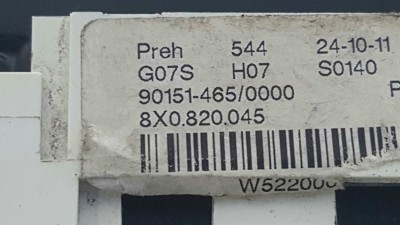 Preh 544 24-10-11
G07S H07 S0140
90151-465/0000 P
8X0.820.045